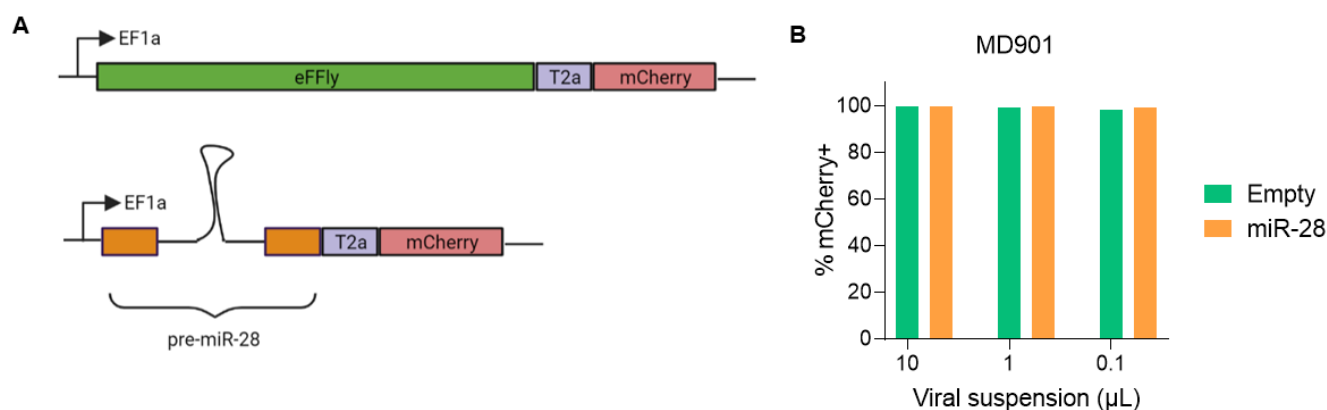 A
EF1a
eFFly
T2a
mCherry
EF1a
T2a
mCherry
pre-miR-28
B
MD901
% mCherry+
100
80
60
40
20
0
10
1
0.1
Viral suspension (µL)
Empty
miR-28